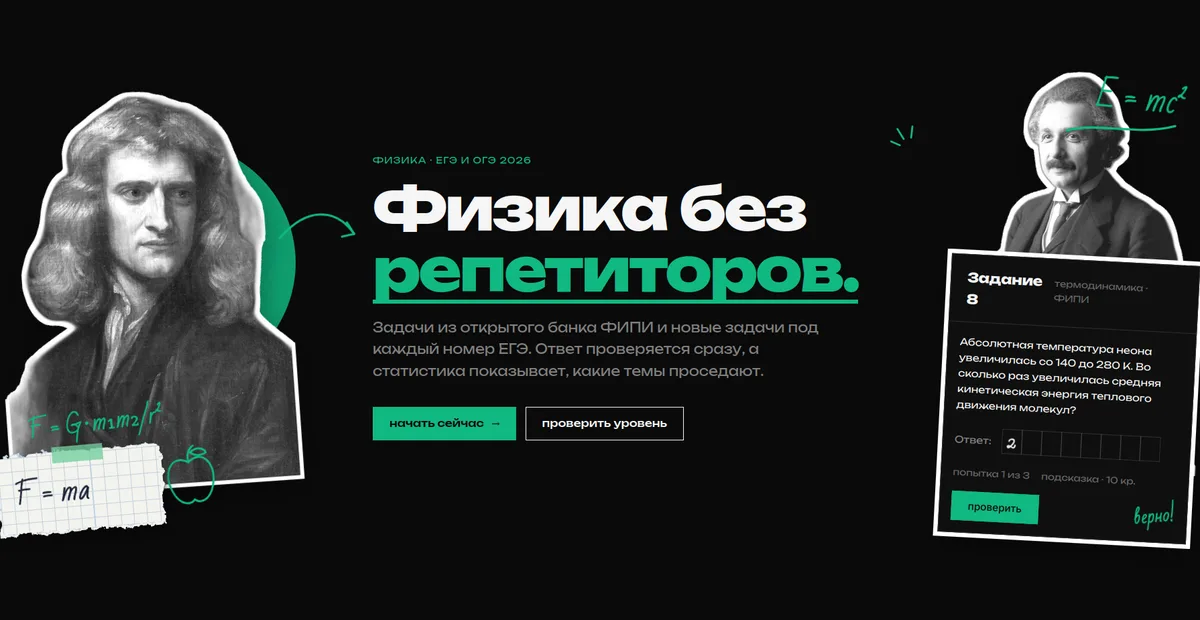 ФИЗИКА · ЕГЭ И ОГЭ 2026
Физика без
репетиторов.
Задачи из открытого банка ФИПИ и новые задачи под
каждый номер ЕГЭ. Ответ проверяется сразу, а
статистика показывает, какие темы проседают.
начать сейчас →
проверить уровень
F = G·m1m2/r²
F = ma
E = mc²
Задание
8
термодинамика ·
ФИПИ
Абсолютная температура неона
увеличилась со 140 до 280 К. Во
сколько раз увеличилась средняя
кинетическая энергия теплового
движения молекул?
Ответ: 2
попытка 1 из 3 подсказка · 10 кр.
проверить
верно!